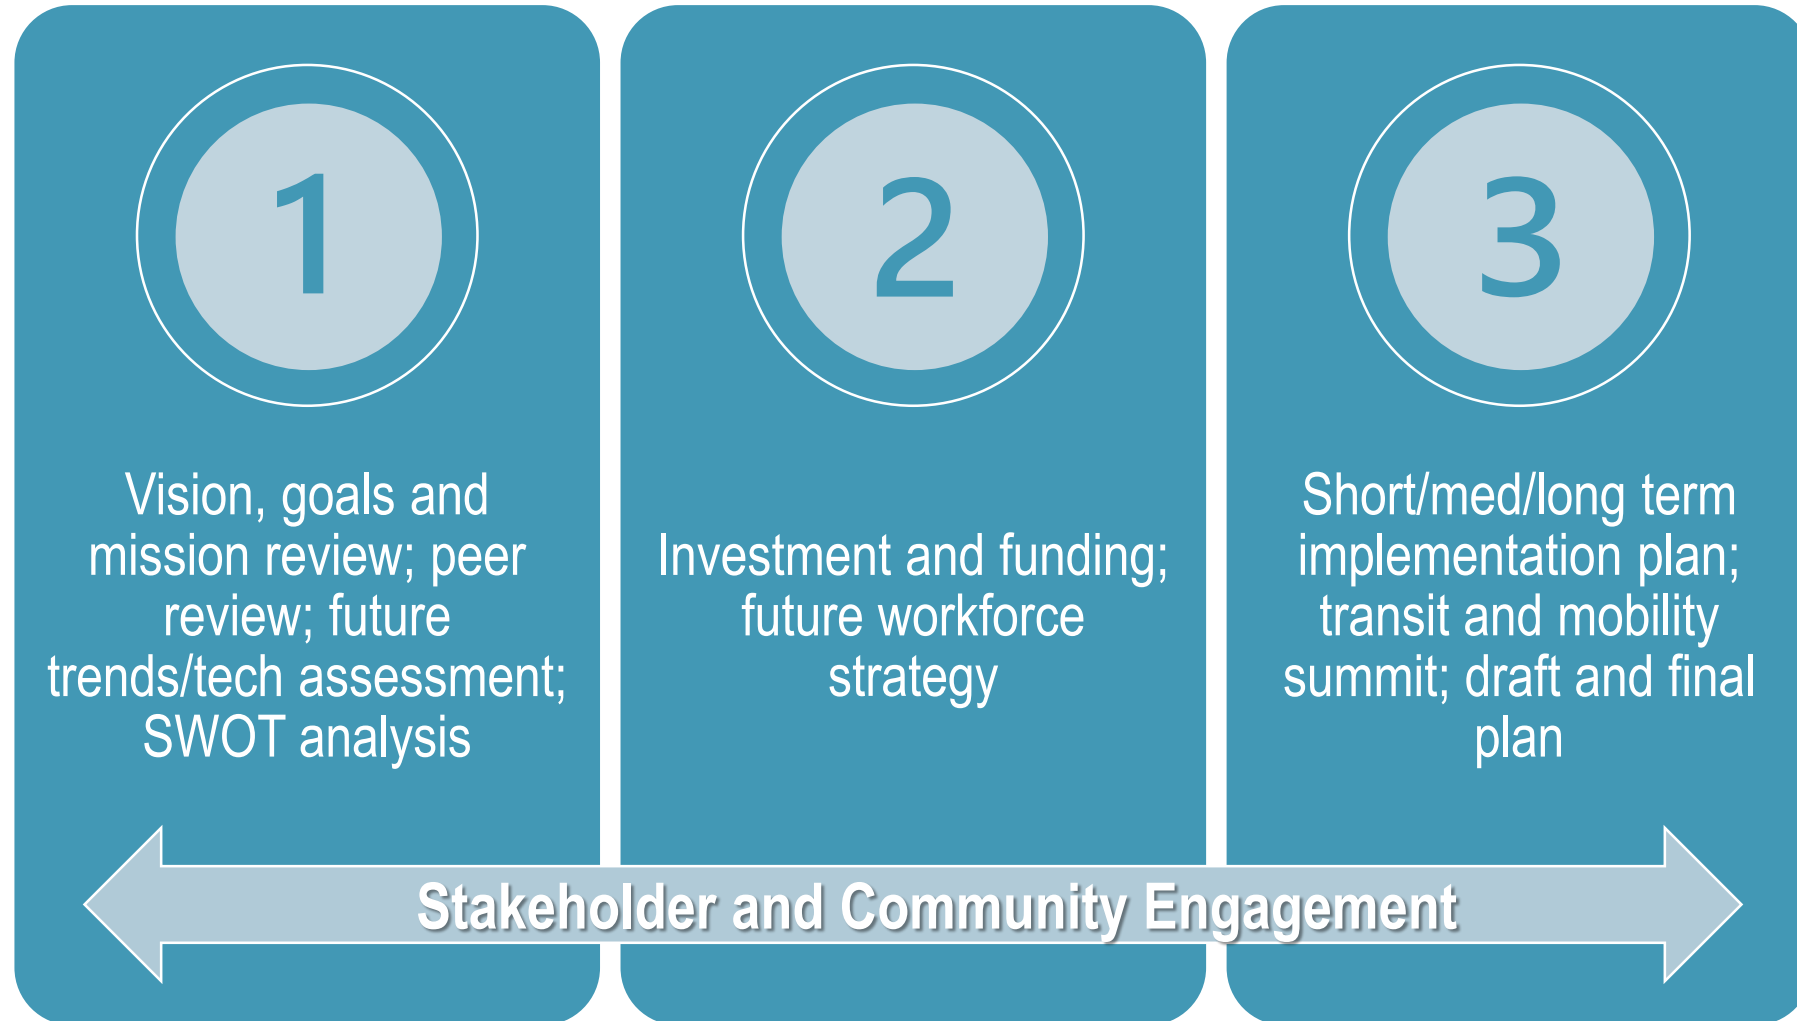 1
Vision, goals and
mission review; peer
review; future
trends/tech assessment;
SWOT analysis
2
Investment and funding;
future workforce
strategy
3
Short/med/long term
implementation plan;
transit and mobility
summit; draft and final
plan
Stakeholder and Community Engagement